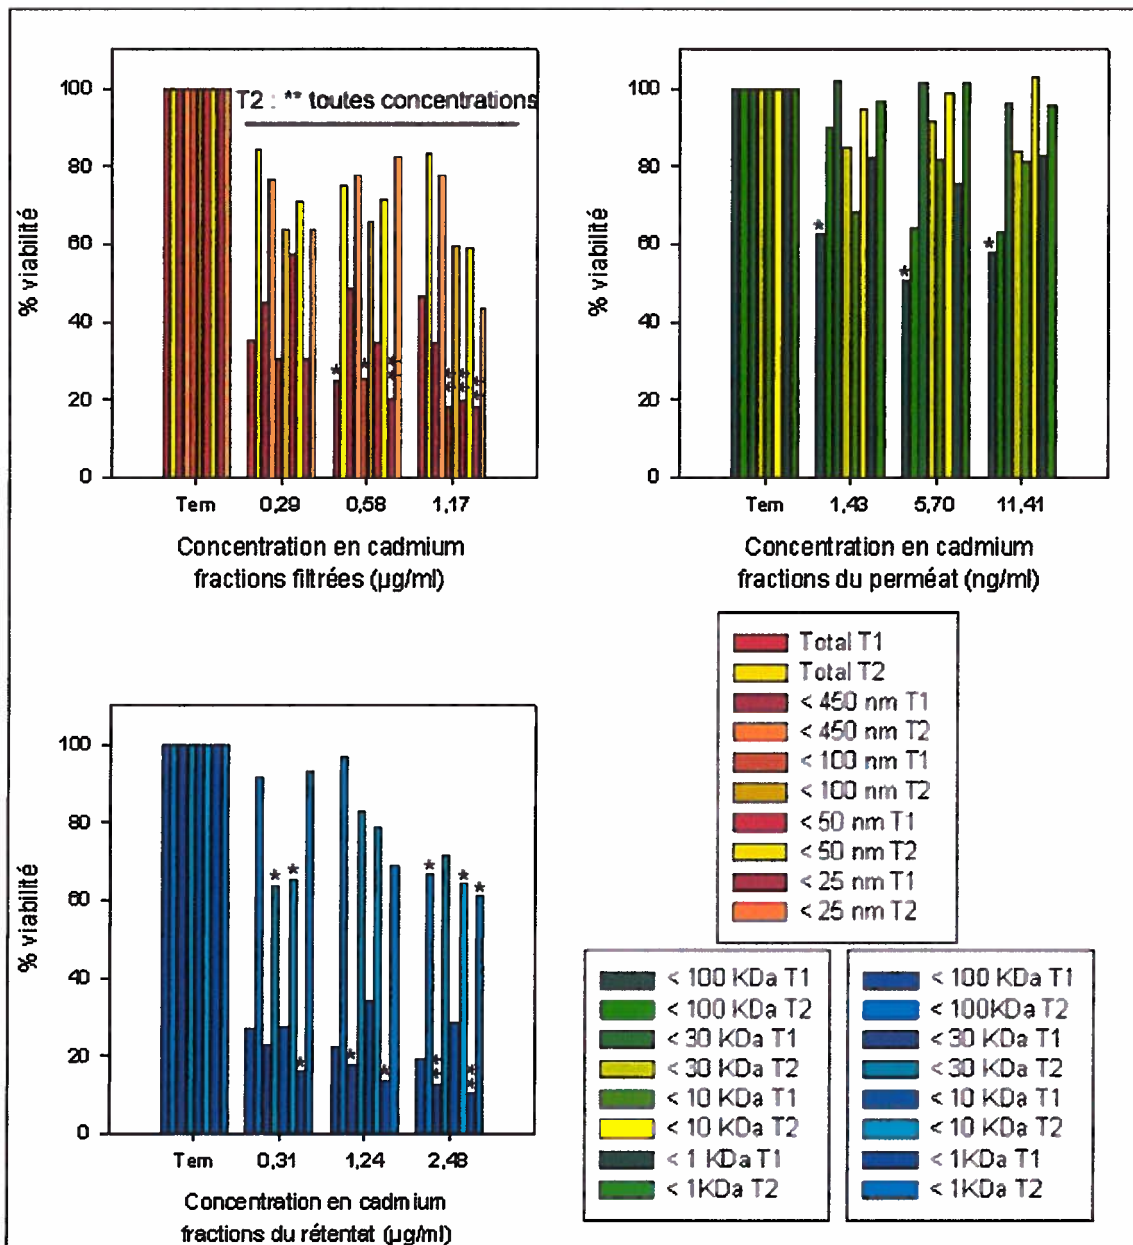 T2 : ** toutes concentrations
100
80
60
40
20
0
% viabilité
*
*
**
**
**
**
Tem 0,29 0,58 1,17
Concentration en cadmium
fractions filtrées (µg/ml)
100
80
60
40
20
0
% viabilité
*
*
*
Tem 1,43 5,70 11,41
Concentration en cadmium
fractions du perméat (ng/ml)
Total T1
Total T2
< 450 nm T1
< 450 nm T2
< 100 nm T1
< 100 nm T2
< 50 nm T1
< 50 nm T2
< 25 nm T1
< 25 nm T2
100
80
60
40
20
0
% viabilité
* *
*
*
*
*
* *
**
**
Tem 0,31 1,24 2,48
Concentration en cadmium
fractions du rétentat (µg/ml)
< 100 KDa T1
< 100 KDa T2
< 30 KDa T1
< 30 KDa T2
< 10 KDa T1
< 10 KDa T2
< 1 KDa T1
< 1KDa T2
< 100 KDa T1
< 100KDa T2
< 30 KDa T1
< 30 KDa T2
< 10 KDa T1
< 10 KDa T2
< 1KDa T1
< 1KDa T2